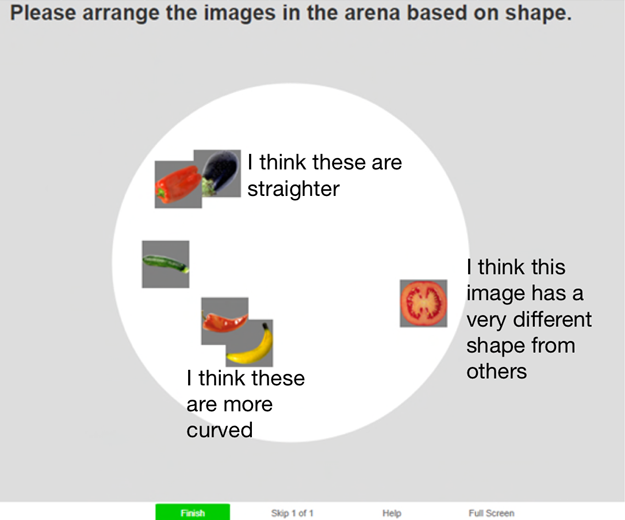 Please arrange the images in the arena based on shape.
I think these are
straighter
I think this
image has a
very different
shape from
others
I think these
are more
curved
Finish
Skip 1 of 1
Help
Full Screen